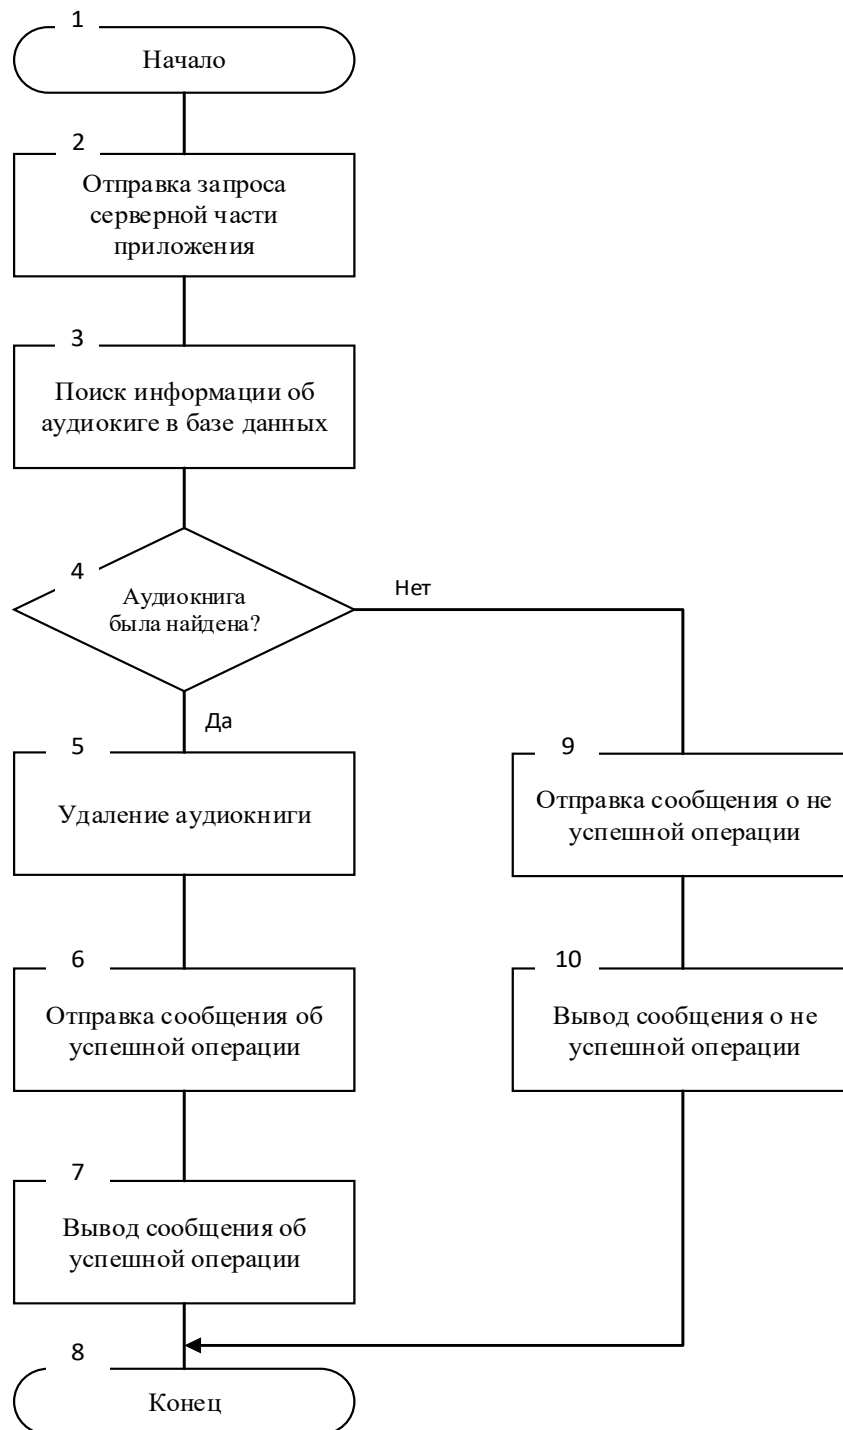 1
Начало
2
Отправка запроса
серверной части
приложения
3
Поиск информации об
аудиокиге в базе данных
4
Аудиокнига
была найдена?
Нет
Да
5
Удаление аудиокниги
6
Отправка сообщения об
успешной операции
7
Вывод сообщения об
успешной операции
9
Отправка сообщения о не
успешной операции
10
Вывод сообщения о не
успешной операции
8
Конец